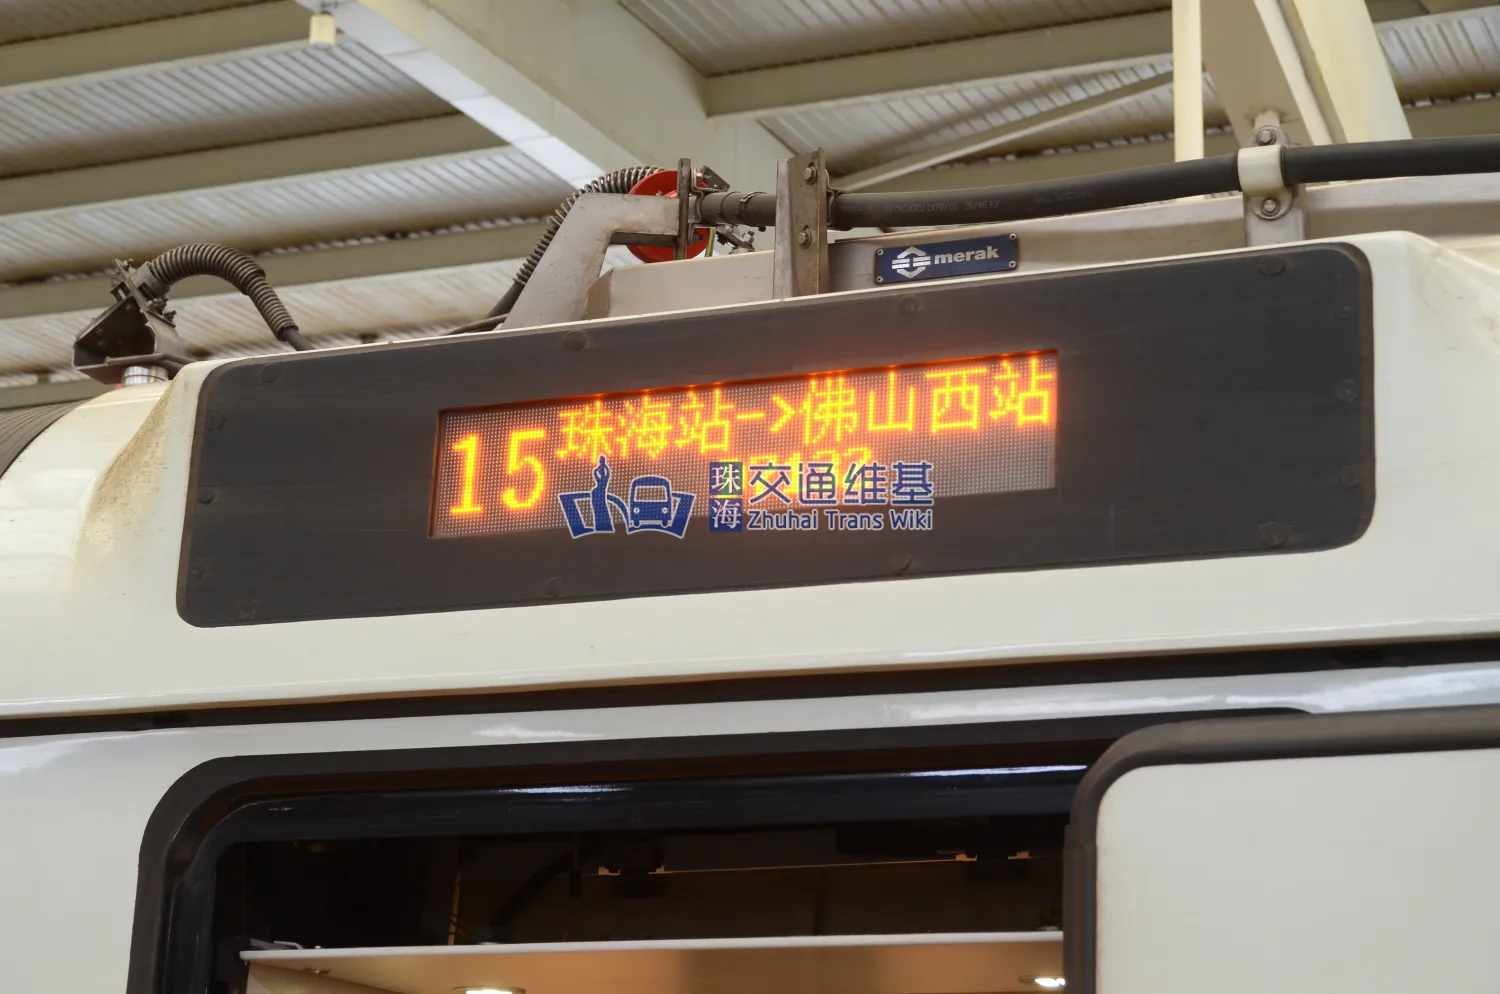 merak
15
珠海站->佛山西站
珠海
交通维基
Zhuhai Trans Wiki